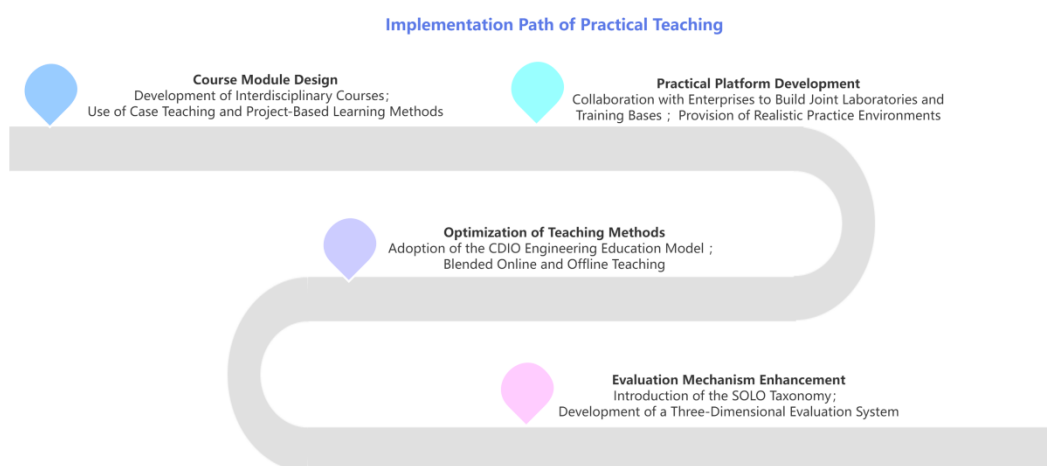 Implementation Path of Practical Teaching
Course Module Design
Development of Interdisciplinary Courses;
Use of Case Teaching and Project-Based Learning Methods
Practical Platform Development
Collaboration with Enterprises to Build Joint Laboratories and
Training Bases ; Provision of Realistic Practice Environments
Optimization of Teaching Methods
Adoption of the CDIO Engineering Education Model ;
Blended Online and Offline Teaching
Evaluation Mechanism Enhancement
Introduction of the SOLO Taxonomy;
Development of a Three-Dimensional Evaluation System